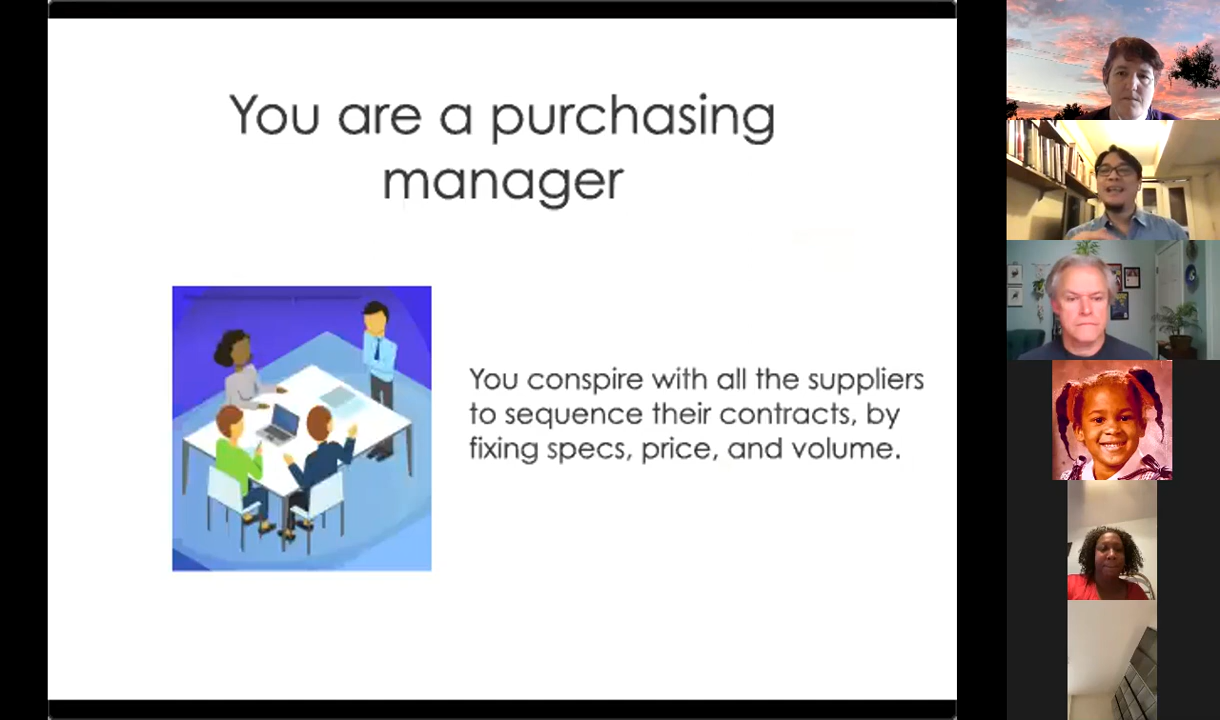 You are a purchasing
manager
You conspire with all the suppliers
to sequence their contracts, by
fixing specs, price, and volume.